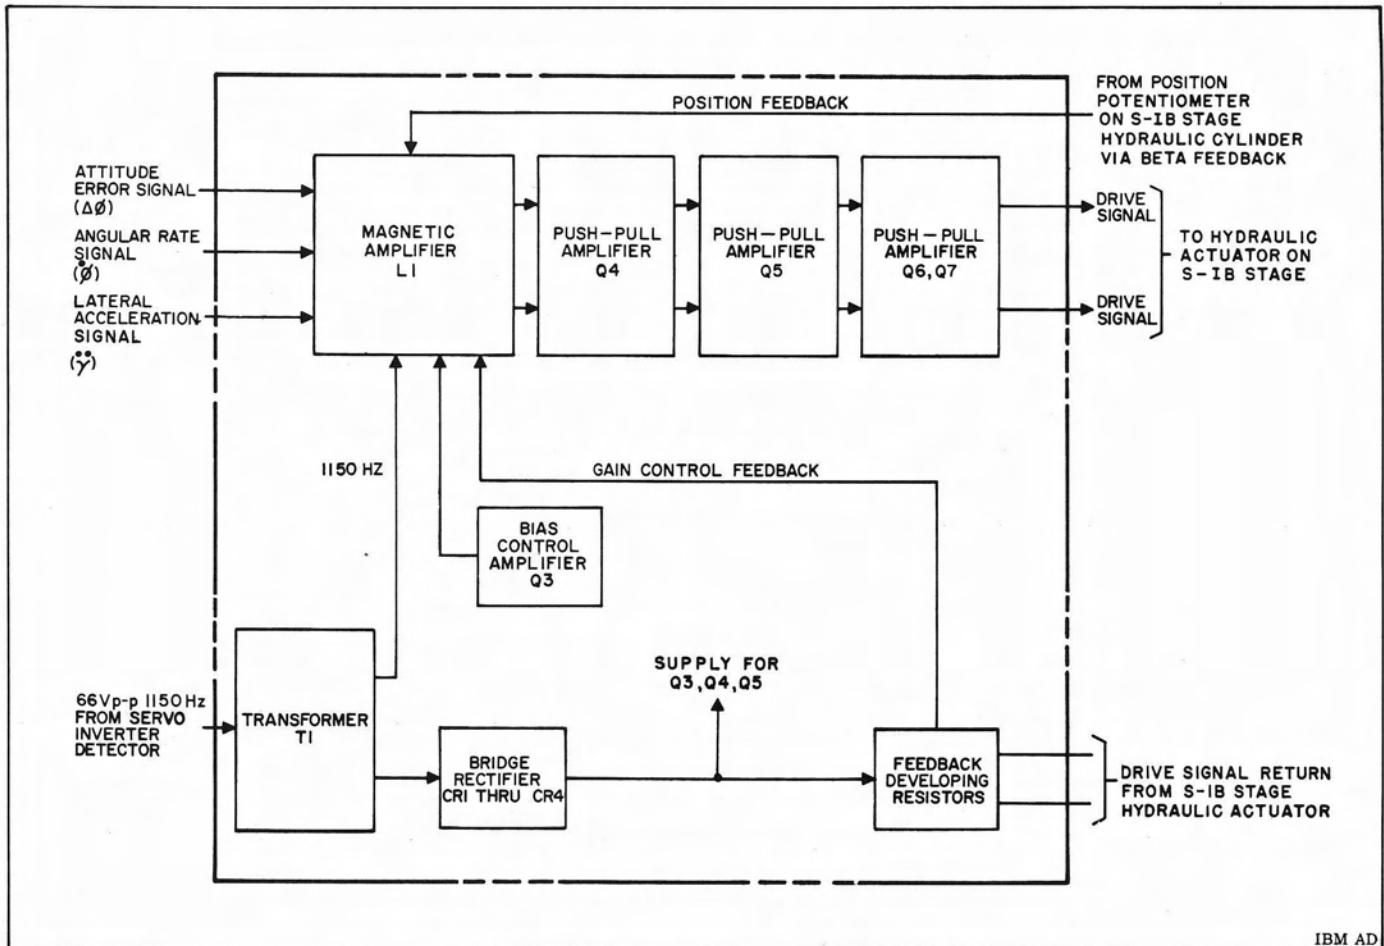 POSITION FEEDBACK
FROM POSITION
POTENTIOMETER
ON S-IB STAGE
HYDRAULIC CYLINDER
VIA BETA FEEDBACK
ATTITUDE
ERROR SIGNAL
(Δø)
ANGULAR RATE
SIGNAL
(ø̇)
LATERAL
ACCELERATION
SIGNAL
(γ̈)
MAGNETIC
AMPLIFIER
L1
PUSH-PULL
AMPLIFIER
Q4
PUSH-PULL
AMPLIFIER
Q5
PUSH-PULL
AMPLIFIER
Q6,Q7
DRIVE
SIGNAL
DRIVE
SIGNAL
TO HYDRAULIC
ACTUATOR ON
S-IB STAGE
1150 HZ
GAIN CONTROL FEEDBACK
BIAS
CONTROL
AMPLIFIER
Q3
66Vp-p 1150Hz
FROM SERVO
INVERTER
DETECTOR
TRANSFORMER
T1
BRIDGE
RECTIFIER
CR1 THRU CR4
SUPPLY FOR
Q3,Q4,Q5
FEEDBACK
DEVELOPING
RESISTORS
DRIVE SIGNAL RETURN
FROM S-IB STAGE
HYDRAULIC ACTUATOR
IBM AD